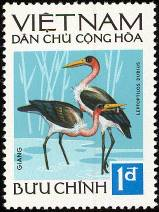 VIETNAM
DÂN CHỦ CỘNG HÒA
GIANG
LEPTOPTILOS DUBIUS
BƯU CHÍNH 1đ